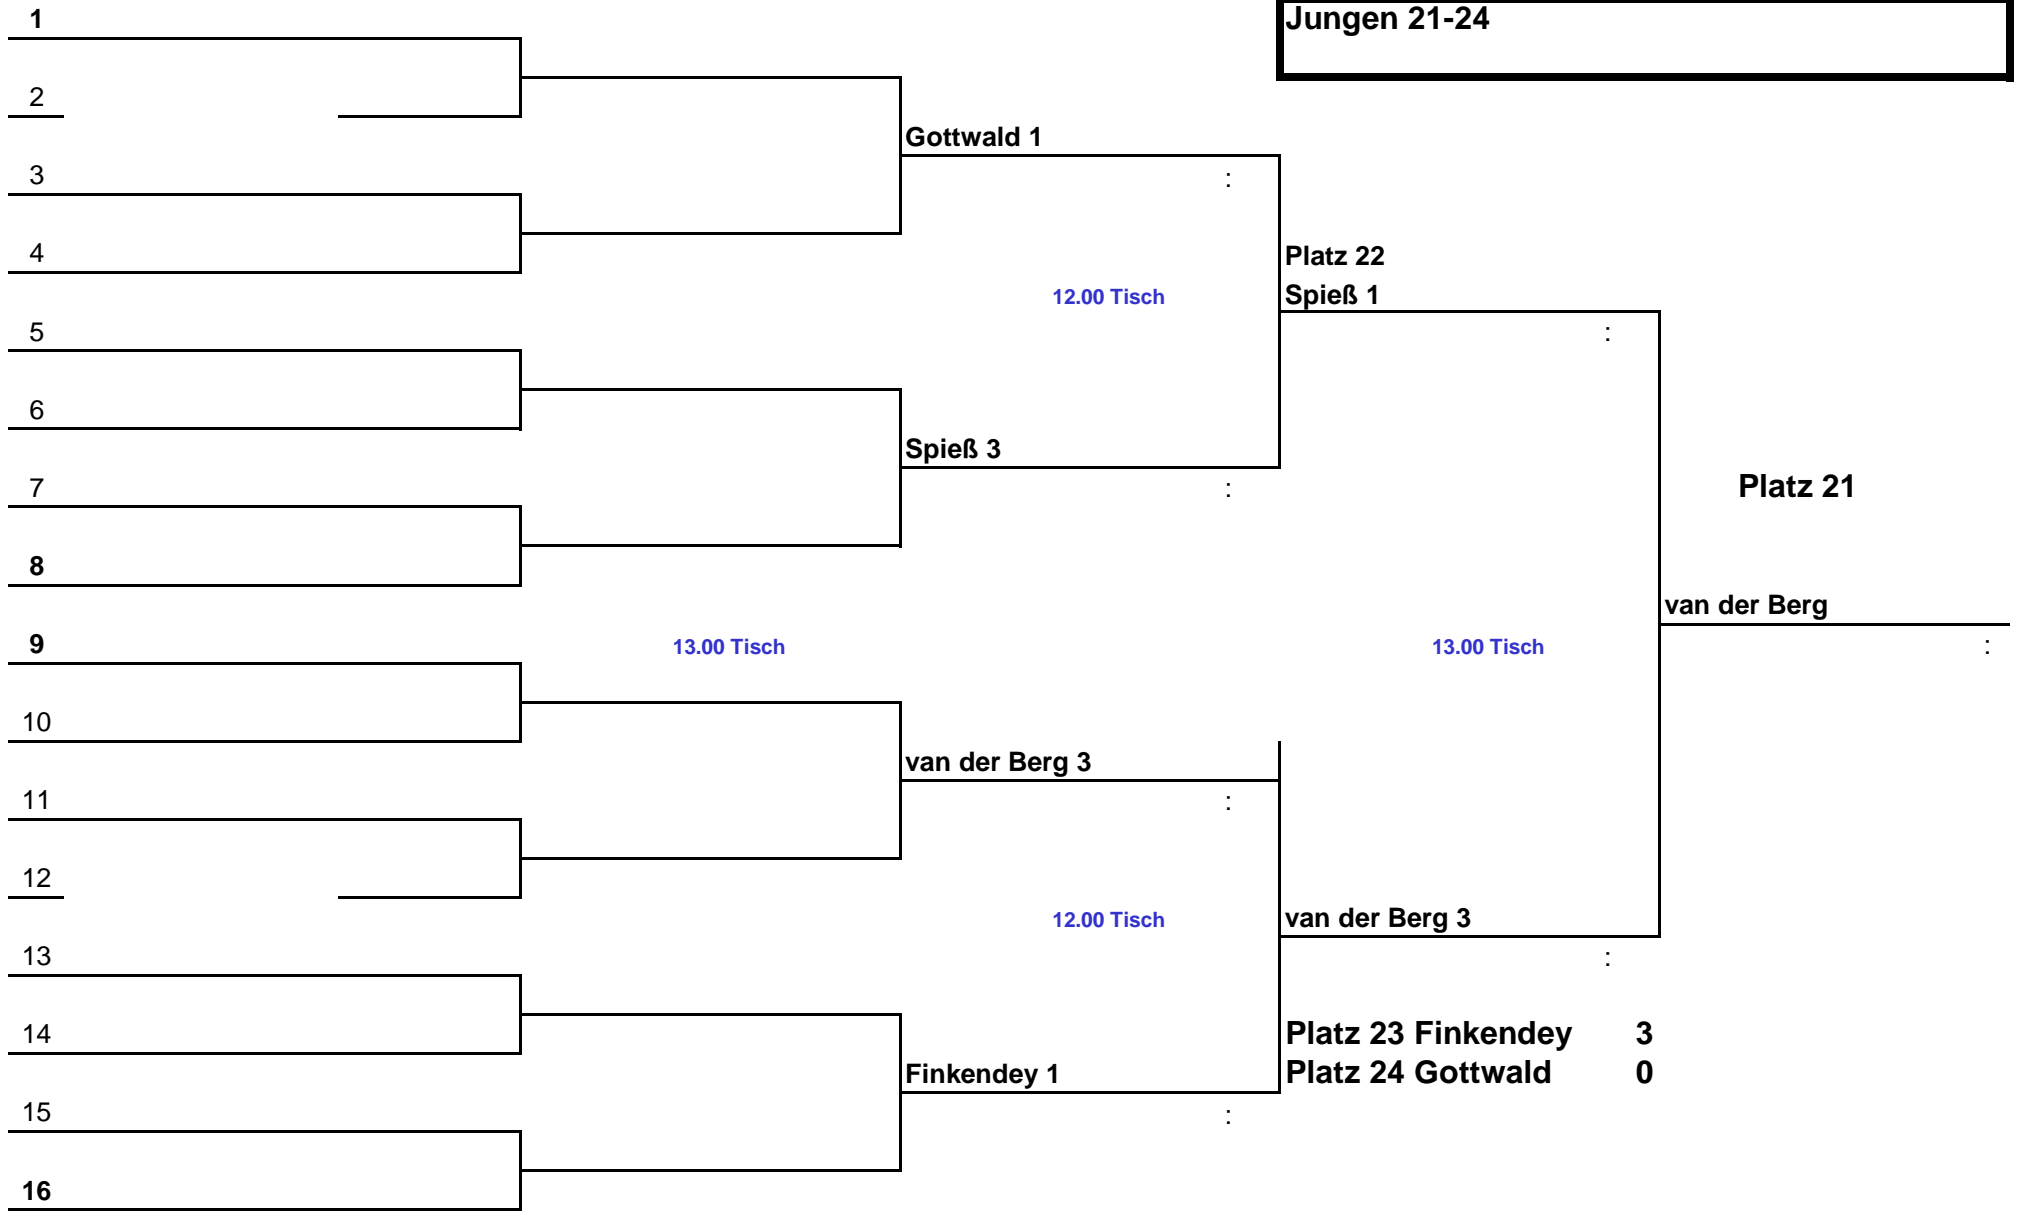 Jungen 21-24
1
2
Gottwald 1
3
:
4
Platz 22
12.00 Tisch
Spieß 1
5
:
6
Spieß 3
7
:
Platz 21
8
van der Berg
9
13.00 Tisch
13.00 Tisch
:
10
van der Berg 3
11
:
12
12.00 Tisch
van der Berg 3
13
:
14
Platz 23 Finkendey 3
Finkendey 1
Platz 24 Gottwald 0
15
:
16